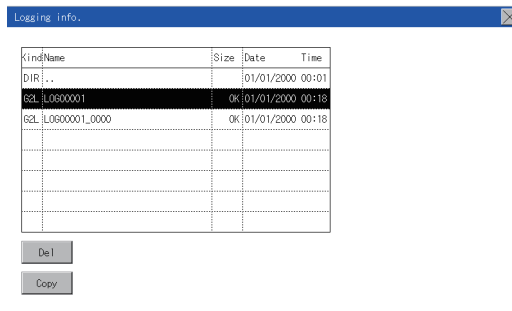 Logging info.
Kind Name Size Date Time
DIR .. 01/01/2000 00:01
G2L LOG00001 0K 01/01/2000 00:18
G2L LOG00001_0000 0K 01/01/2000 00:18
Del
Copy